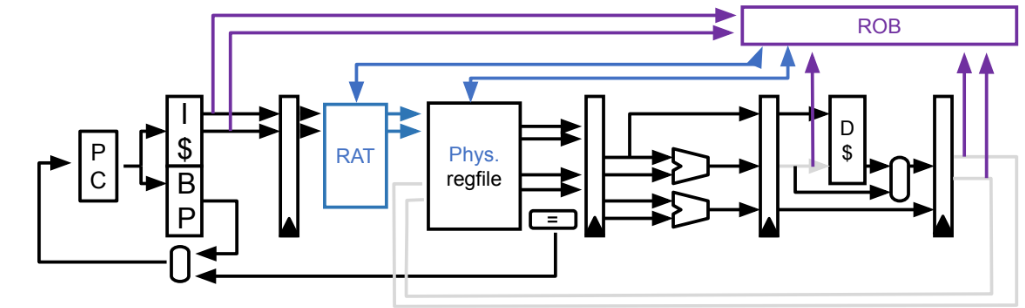 ROB
I
$
B
P
P
C
RAT
Phys.
regfile
=
D
$